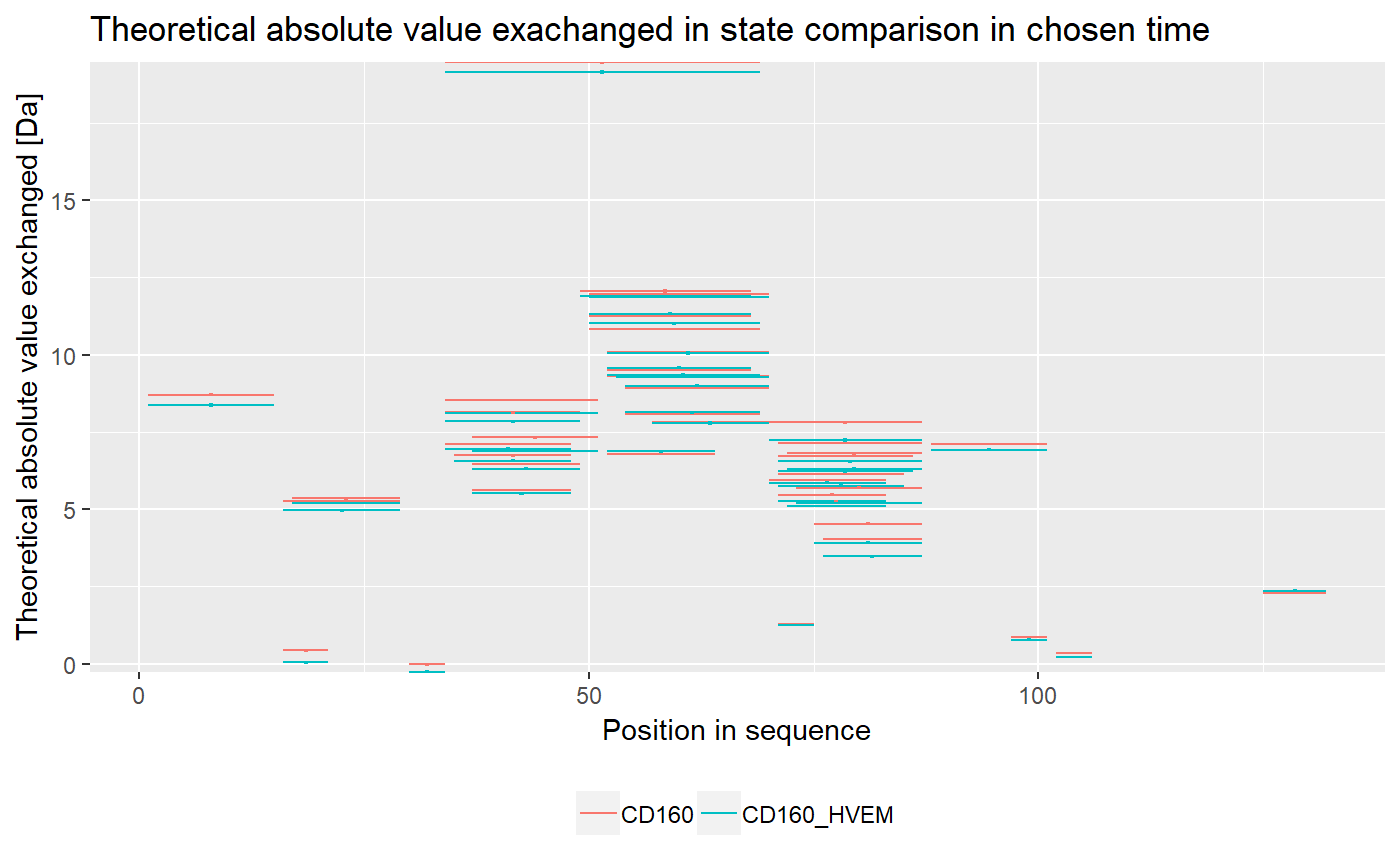 Theoretical absolute value exachanged in state comparison in chosen time
Theoretical absolute value exchanged [Da]
15
10
5
0
0 50 100
Position in sequence
CD160 CD160_HVEM